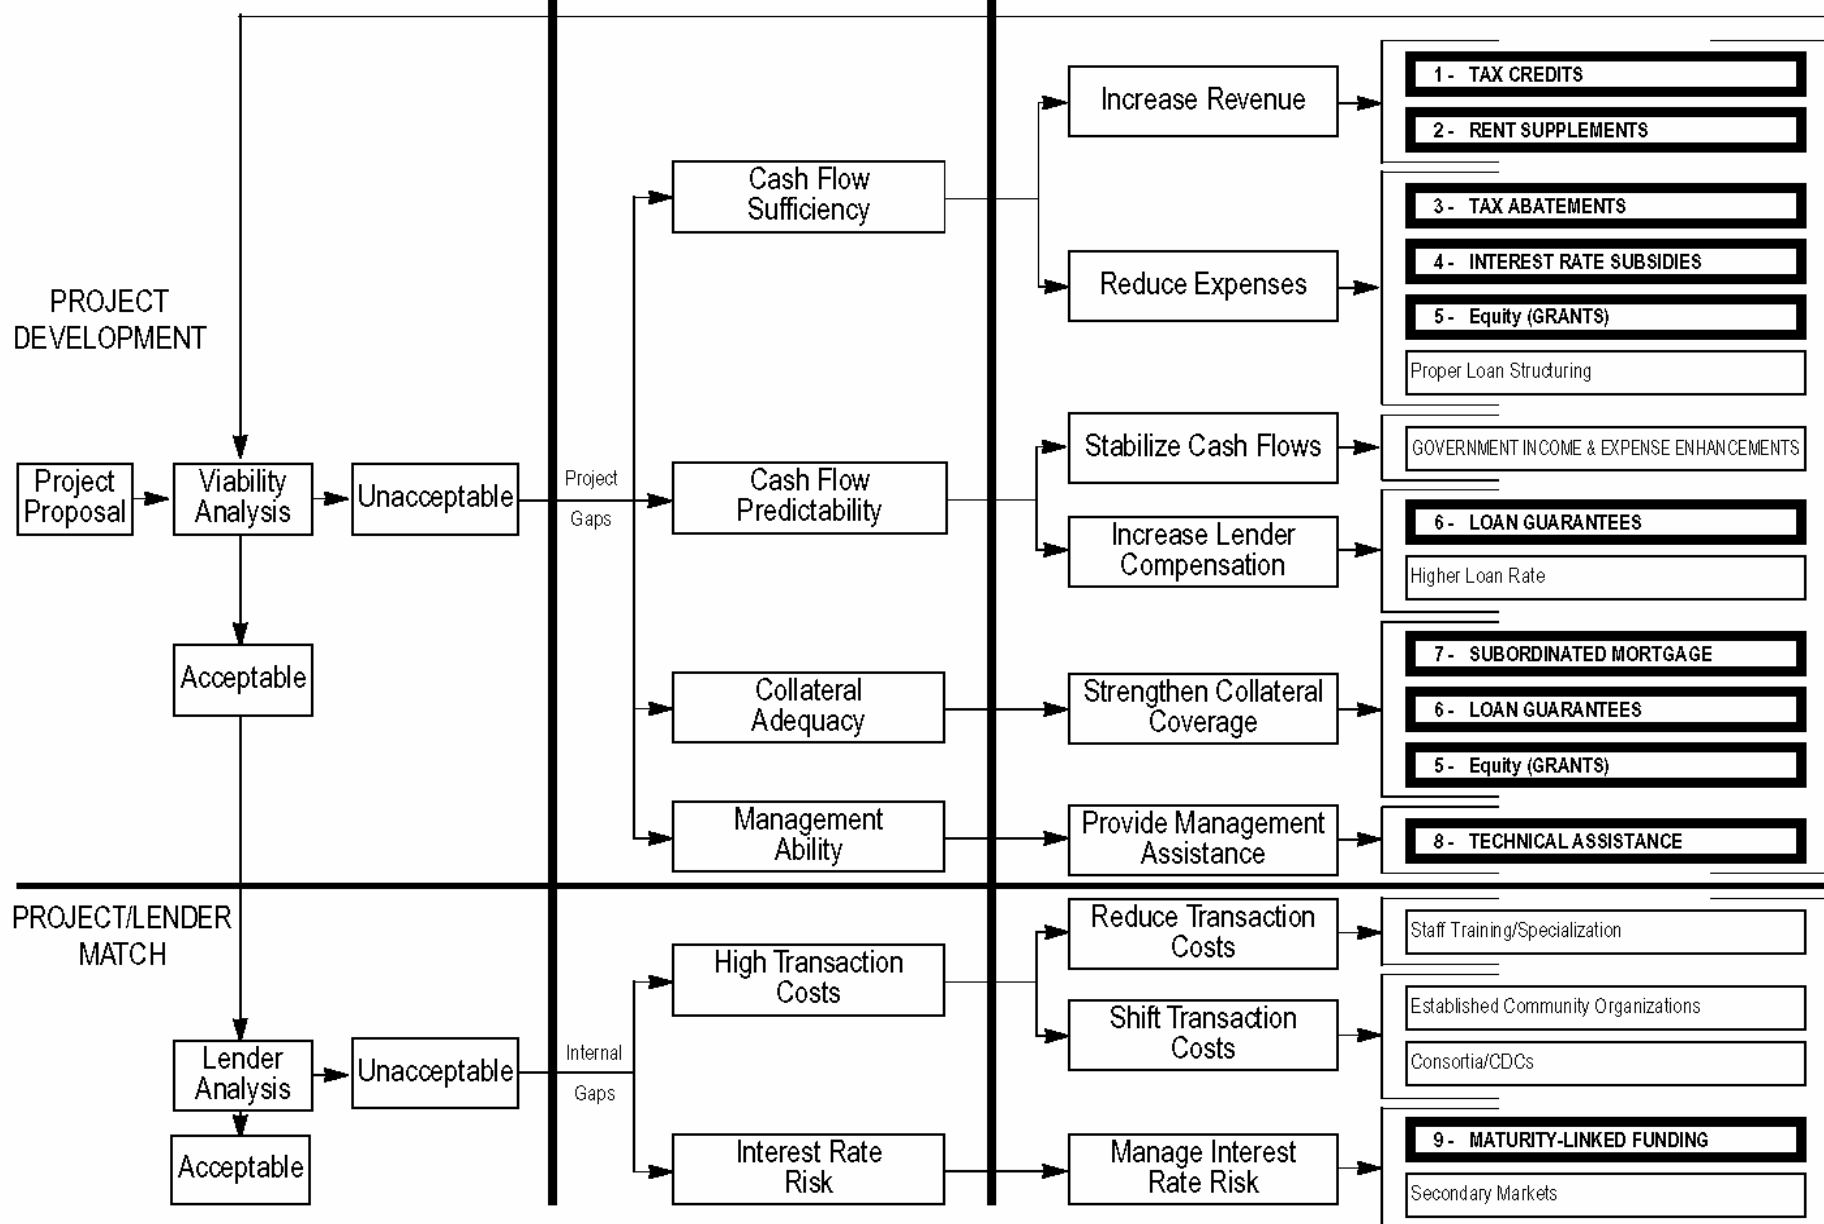 PROJECT
DEVELOPMENT
Project
Proposal
Viability
Analysis
Unacceptable
Acceptable
Project
Gaps
Cash Flow
Sufficiency
Cash Flow
Predictability
Collateral
Adequacy
Management
Ability
Increase Revenue
Reduce Expenses
Stabilize Cash Flows
Increase Lender
Compensation
Strengthen Collateral
Coverage
Provide Management
Assistance
1 - TAX CREDITS
2 - RENT SUPPLEMENTS
3 - TAX ABATEMENTS
4 - INTEREST RATE SUBSIDIES
5 - Equity (GRANTS)
Proper Loan Structuring
GOVERNMENT INCOME & EXPENSE ENHANCEMENTS
6 - LOAN GUARANTEES
Higher Loan Rate
7 - SUBORDINATED MORTGAGE
6 - LOAN GUARANTEES
5 - Equity (GRANTS)
8 - TECHNICAL ASSISTANCE
PROJECT/LENDER
MATCH
Lender
Analysis
Unacceptable
Acceptable
Internal
Gaps
High Transaction
Costs
Interest Rate
Risk
Reduce Transaction
Costs
Shift Transaction
Costs
Manage Interest
Rate Risk
Staff Training/Specialization
Established Community Organizations
Consortia/CDCs
9 - MATURITY-LINKED FUNDING
Secondary Markets